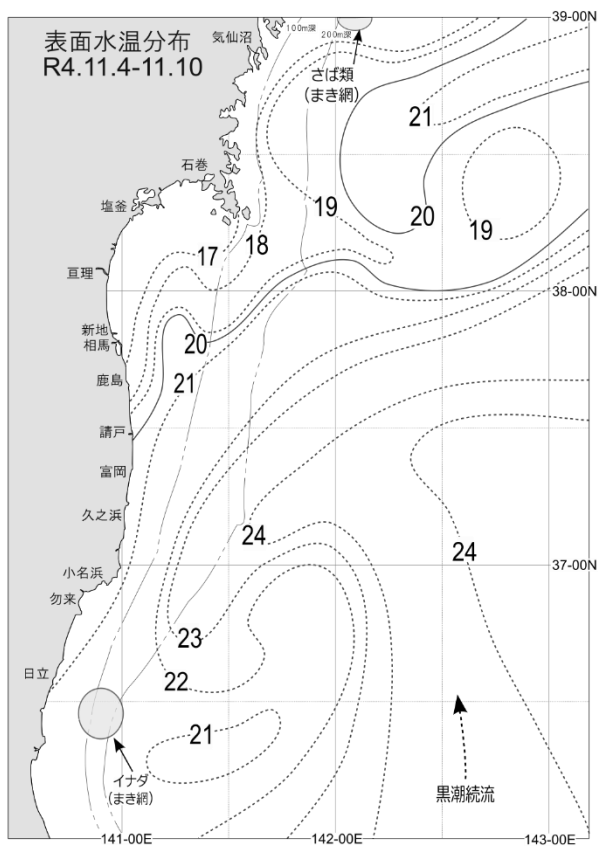 表面水温分布
R4.11.4-11.10
気仙沼
100m深
200m深
39-00N
さば類
(まき網)
21
石巻
塩釜
19
20
19
17
18
亘理
38-00N
新地
相馬
20
鹿島
21
請戸
富岡
久之浜
24
24
37-00N
小名浜
勿来
23
日立
22
21
イナダ
(まき網)
黒潮続流
141-00E
142-00E
143-00E